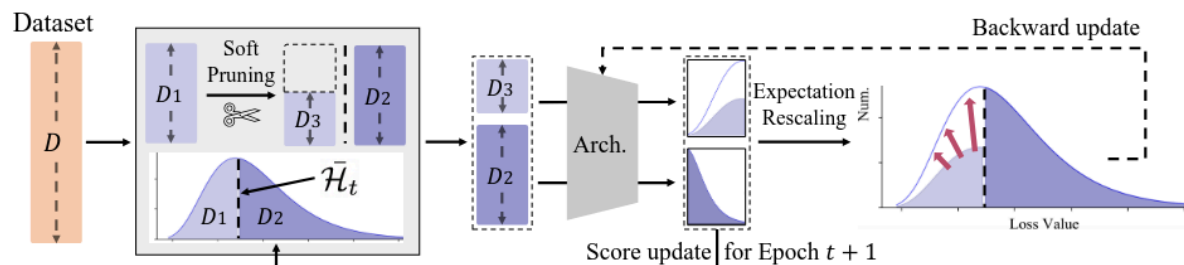 Dataset
D
D1
Soft
Pruning
D3
D2
H̄t
D1
D2
D3
D2
Arch.
Score update for Epoch t + 1
Expectation
Rescaling
Backward update
Num.
Loss Value